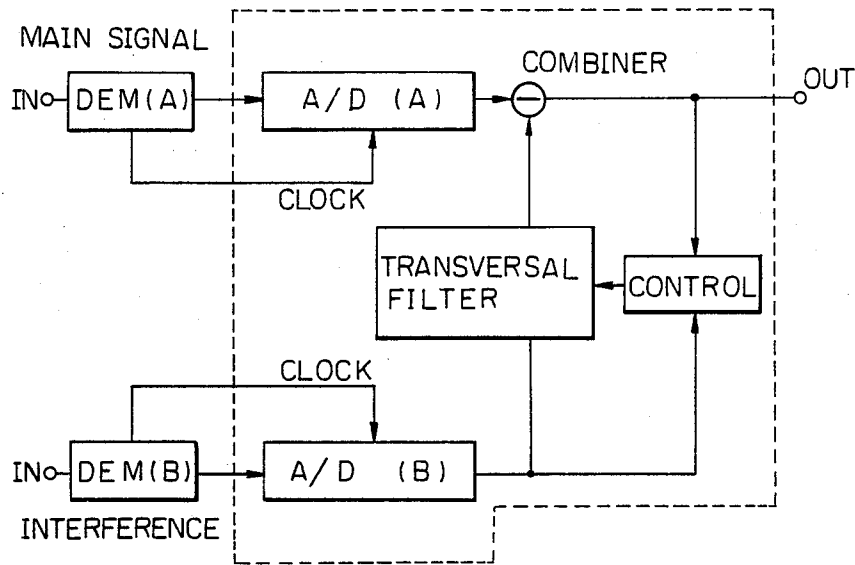 MAIN SIGNAL
COMBINER
OUT
IN
DEM(A)
A/D (A)
CLOCK
TRANSVERSAL
FILTER
CONTROL
CLOCK
IN
DEM(B)
A/D (B)
INTERFERENCE